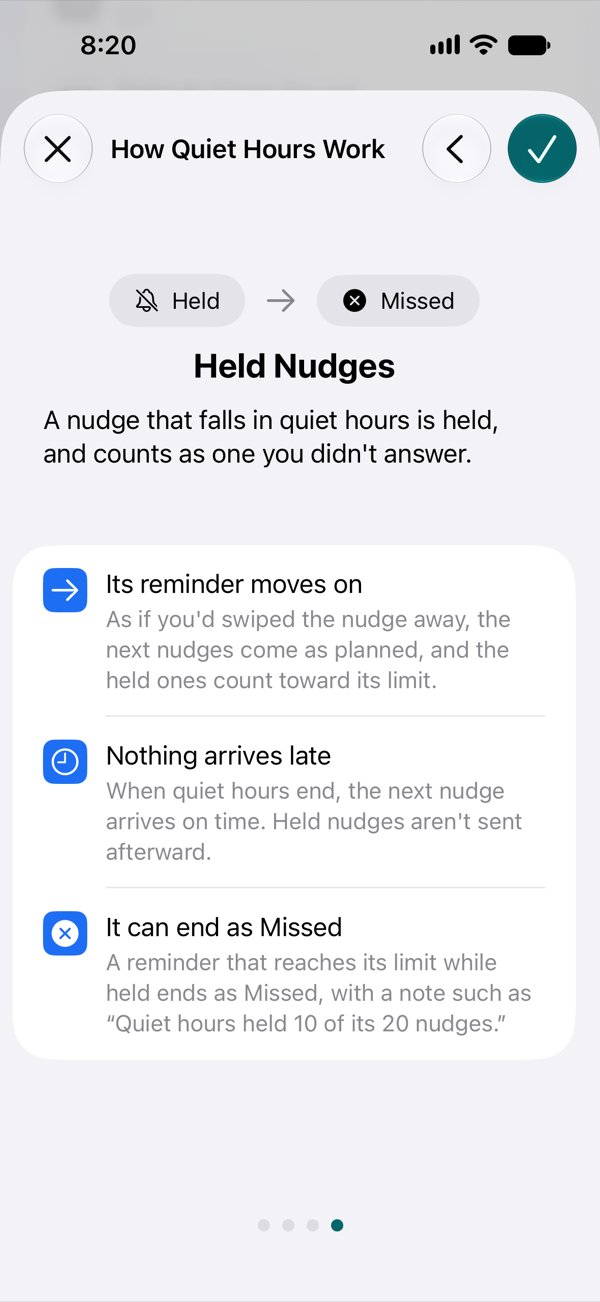 8:20
How Quiet Hours Work
Held
Missed
Held Nudges
A nudge that falls in quiet hours is held,
and counts as one you didn't answer.
Its reminder moves on
As if you'd swiped the nudge away, the
next nudges come as planned, and the
held ones count toward its limit.
Nothing arrives late
When quiet hours end, the next nudge
arrives on time. Held nudges aren't sent
afterward.
It can end as Missed
A reminder that reaches its limit while
held ends as Missed, with a note such as
“Quiet hours held 10 of its 20 nudges.”